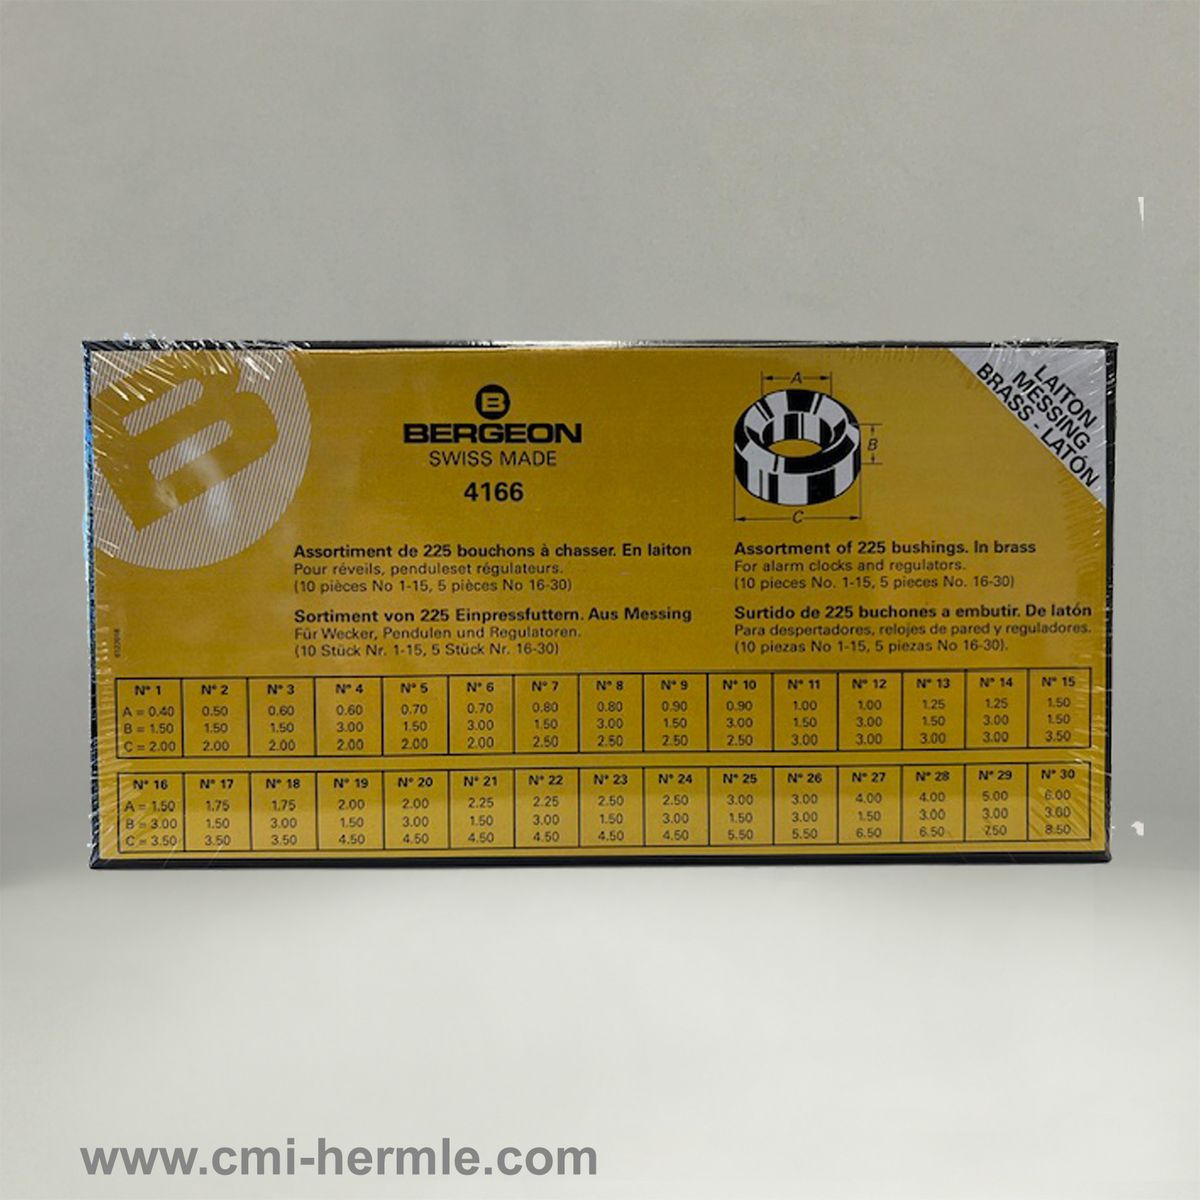 B
BERGEON
SWISS MADE
4166
B
A
B
C
LAITON
MESSING
BRASS - LATÓN
Assortiment de 225 bouchons à chasser. En laiton
Pour réveils, penduleset régulateurs.
(10 pièces No 1-15, 5 pièces No 16-30)
Assortment of 225 bushings. In brass
For alarm clocks and regulators.
(10 pieces No. 1-15, 5 pieces No. 16-30)
Sortiment von 225 Einpressfuttern. Aus Messing
Für Wecker, Pendulen und Regulatoren.
(10 Stück Nr. 1-15, 5 Stück Nr. 16-30)
Surtido de 225 buchones a embutir. De latón
Para despertadores, relojes de pared y reguladores.
(10 piezas No 1-15, 5 piezas No 16-30).
N° 1 N° 2 N° 3 N° 4 N° 5 N° 6 N° 7 N° 8 N° 9 N° 10 N° 11 N° 12 N° 13 N° 14 N° 15
A = 0.40 0.50 0.60 0.60 0.70 0.70 0.80 0.80 0.90 0.90 1.00 1.00 1.25 1.25 1.50
B = 1.50 1.50 1.50 3.00 1.50 3.00 1.50 3.00 1.50 3.00 1.50 3.00 1.50 3.00 1.50
C = 2.00 2.00 2.00 2.00 2.00 2.00 2.50 2.50 2.50 2.50 3.00 3.00 3.00 3.00 3.50
N° 16 N° 17 N° 18 N° 19 N° 20 N° 21 N° 22 N° 23 N° 24 N° 25 N° 26 N° 27 N° 28 N° 29 N° 30
A = 1.50 1.75 1.75 2.00 2.00 2.25 2.25 2.50 2.50 3.00 3.00 4.00 4.00 5.00 6.00
B = 3.00 1.50 3.00 1.50 3.00 1.50 3.00 1.50 3.00 1.50 3.00 1.50 3.00 3.00 3.00
C = 3.50 3.50 3.50 4.50 4.50 4.50 4.50 4.50 4.50 5.50 5.50 6.50 6.50 7.50 8.50
www.cmi-hermle.com